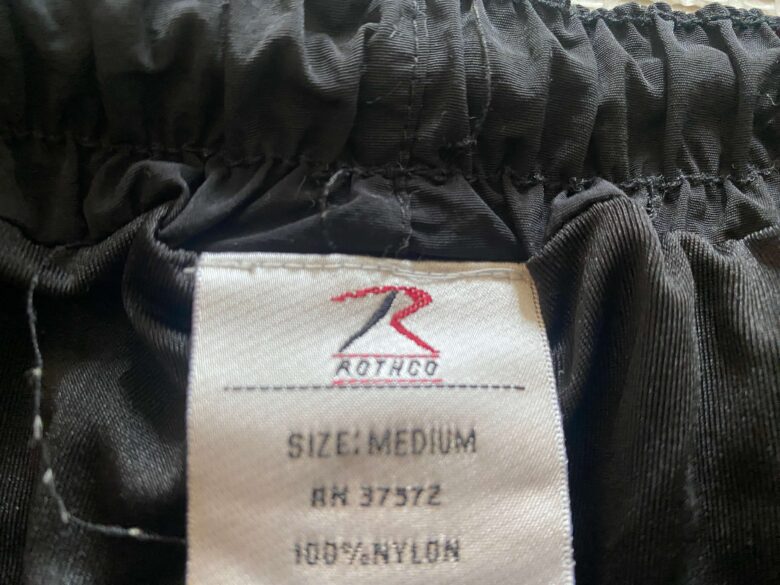 R
ROTHCO
SIZE: MEDIUM
RN 37572
100% NYLON